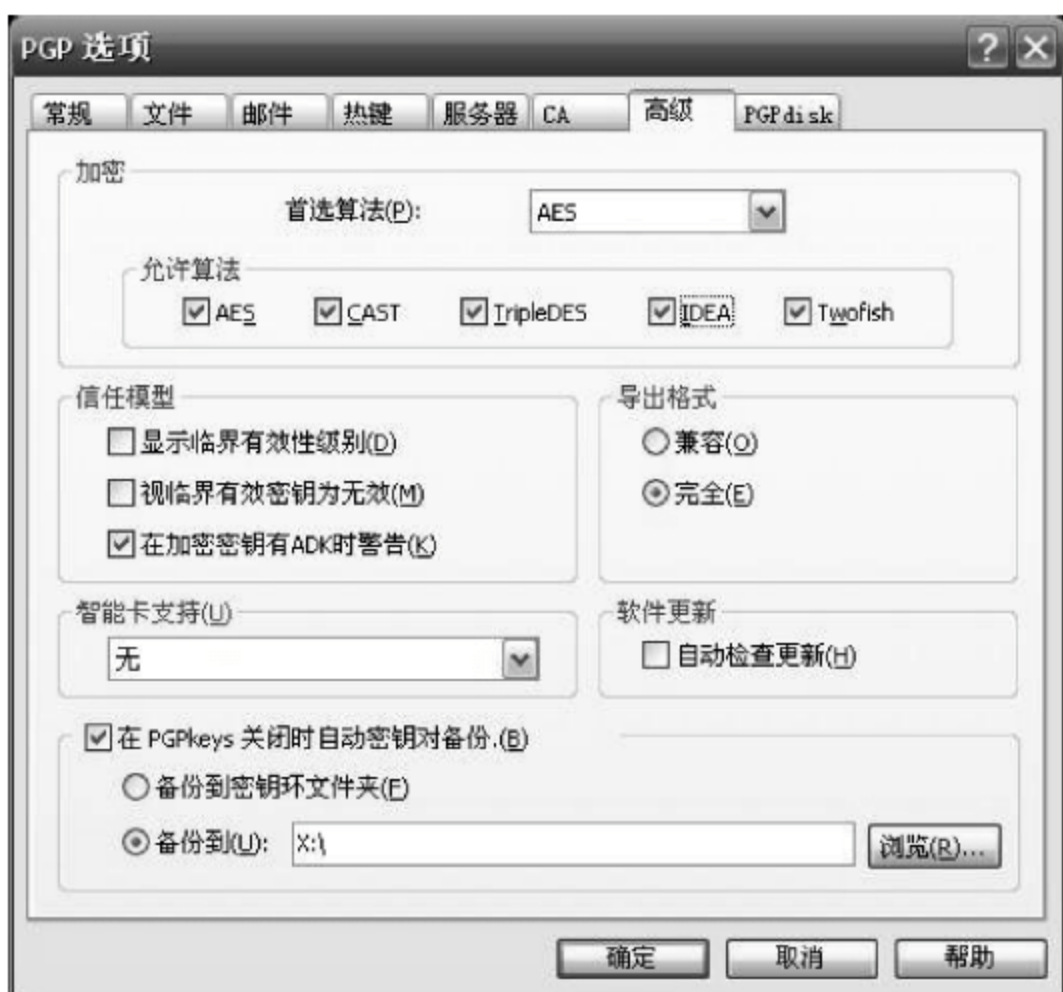 PGP 选项
常规 文件 邮件 热键 服务器 CA 高级 PGPdisk
加密
首选算法(P): AES
允许算法
AES CAST TripleDES IDEA Twofish
信任模型
显示临界有效性级别(D)
视临界有效密钥为无效(M)
在加密密钥有ADK时警告(K)
导出格式
兼容(O)
完全(E)
智能卡支持(U)
无
软件更新
自动检查更新(H)
在 PGPkeys 关闭时自动密钥对备份.(B)
备份到密钥环文件夹(F)
备份到(U): X:\ 浏览(R)...
确定 取消 帮助